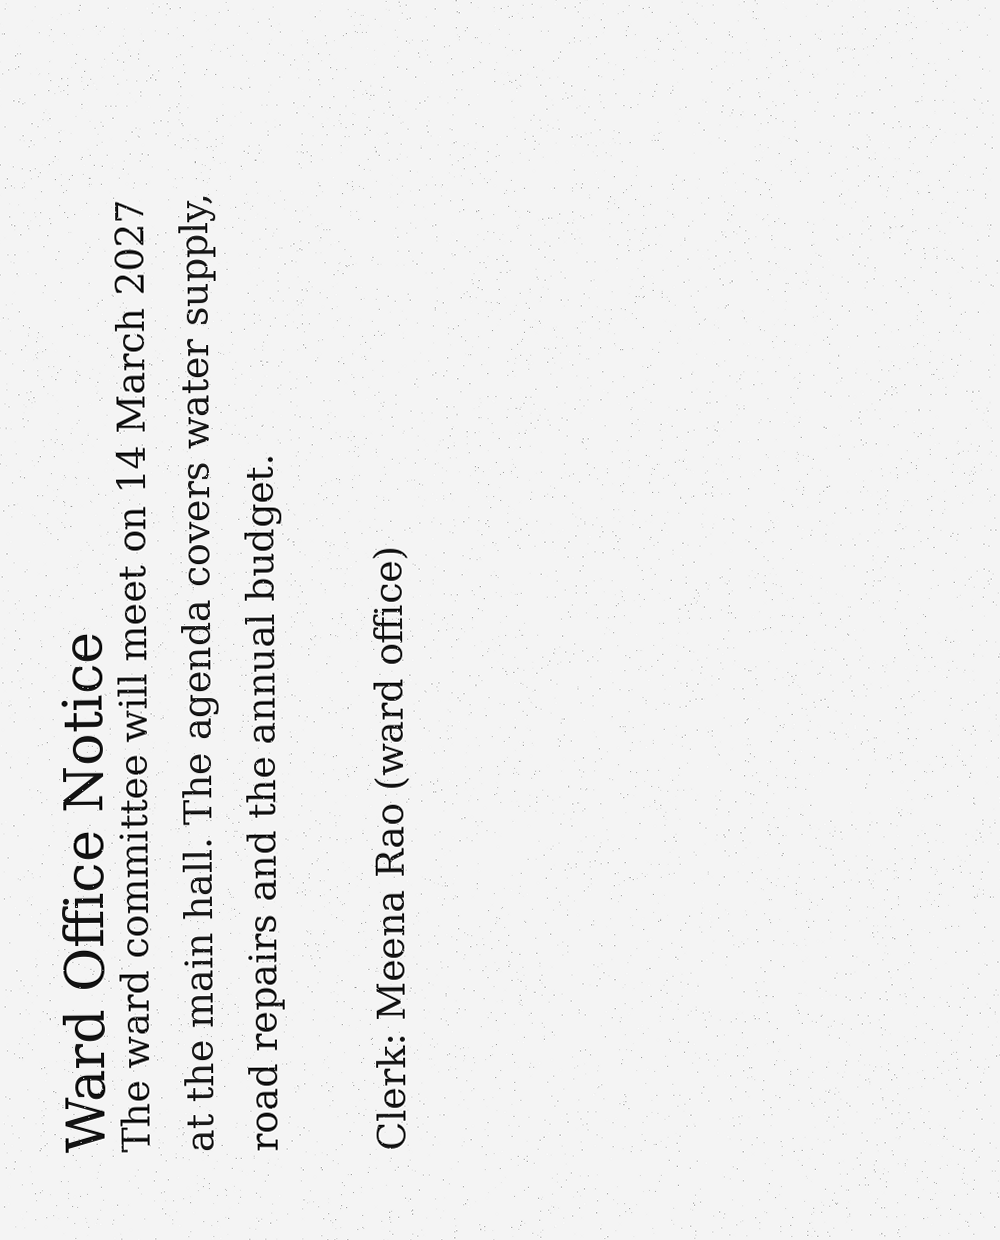 Ward Office Notice
The ward committee will meet on 14 March 2027
at the main hall. The agenda covers water supply,
road repairs and the annual budget.
Clerk: Meena Rao (ward office)